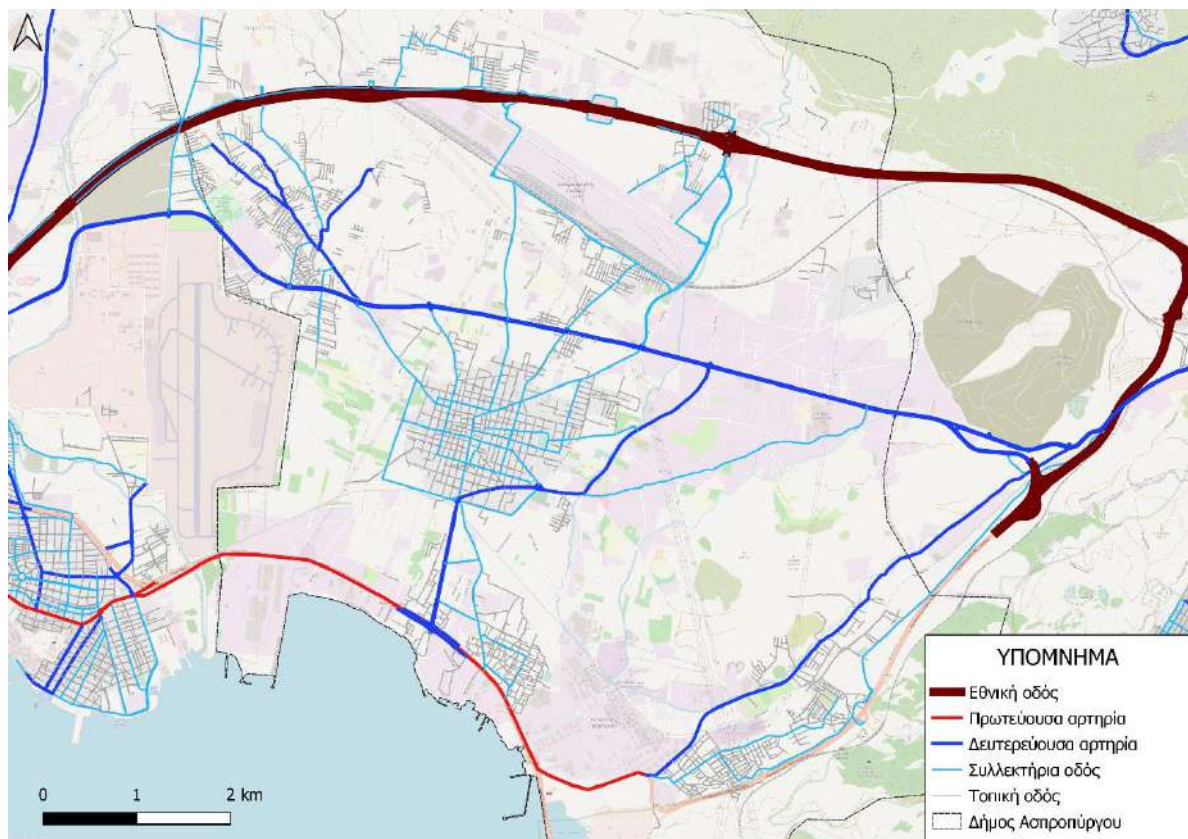 ΥΠΟΜΝΗΜΑ
Εθνική οδός
Πρωτεύουσα αρτηρία
Δευτερεύουσα αρτηρία
Συλλεκτήρια οδός
Τοπική οδός
Δήμος Ασπροπύργου
0 1 2 km